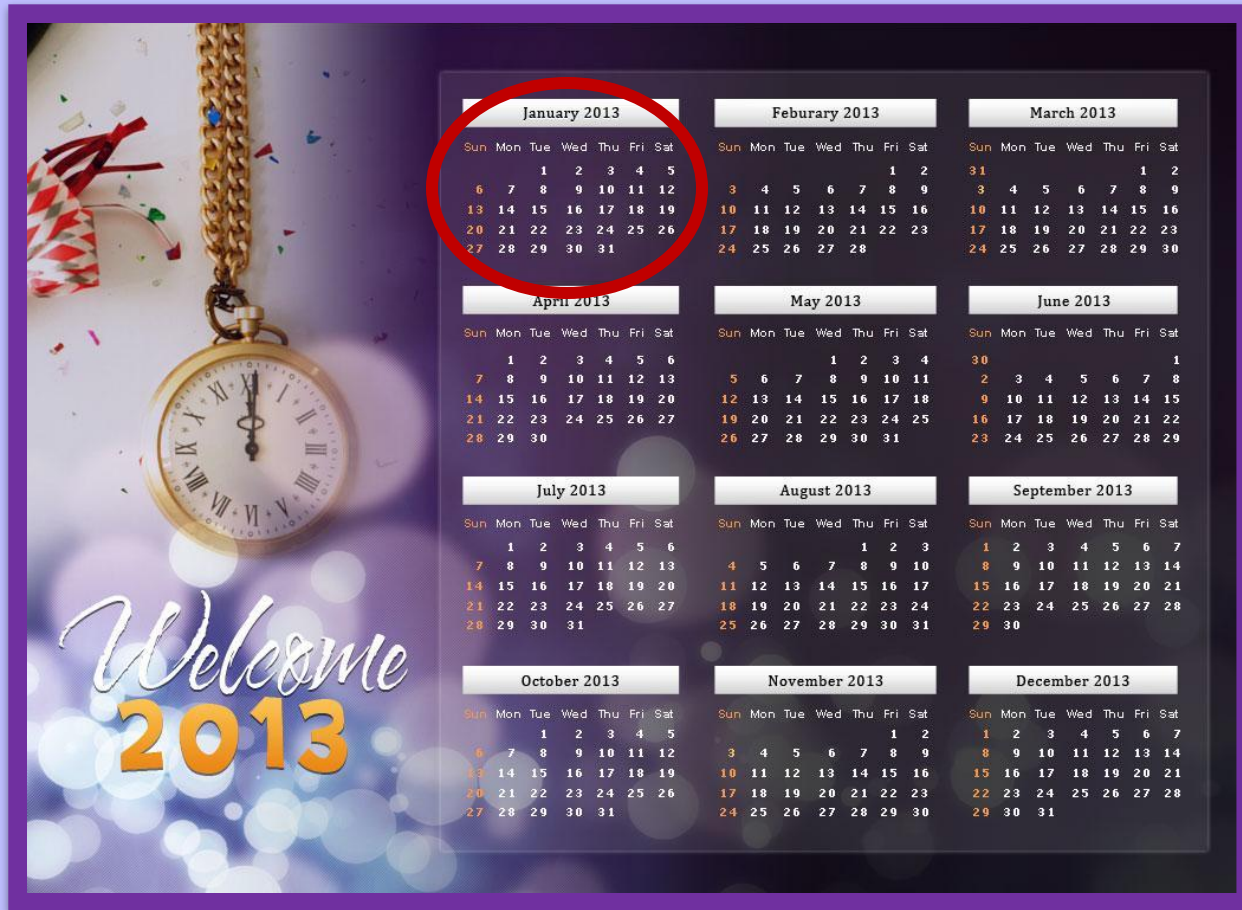 January 2013
Sun Mon Tue Wed Thu Fri Sat
1 2 3 4 5
6 7 8 9 10 11 12
13 14 15 16 17 18 19
20 21 22 23 24 25 26
27 28 29 30 31
Feburary 2013
Sun Mon Tue Wed Thu Fri Sat
1 2
3 4 5 6 7 8 9
10 11 12 13 14 15 16
17 18 19 20 21 22 23
24 25 26 27 28
March 2013
Sun Mon Tue Wed Thu Fri Sat
31 1 2
3 4 5 6 7 8 9
10 11 12 13 14 15 16
17 18 19 20 21 22 23
24 25 26 27 28 29 30
April 2013
Sun Mon Tue Wed Thu Fri Sat
1 2 3 4 5 6
7 8 9 10 11 12 13
14 15 16 17 18 19 20
21 22 23 24 25 26 27
28 29 30
May 2013
Sun Mon Tue Wed Thu Fri Sat
1 2 3 4
5 6 7 8 9 10 11
12 13 14 15 16 17 18
19 20 21 22 23 24 25
26 27 28 29 30 31
June 2013
Sun Mon Tue Wed Thu Fri Sat
30 1
2 3 4 5 6 7 8
9 10 11 12 13 14 15
16 17 18 19 20 21 22
23 24 25 26 27 28 29
July 2013
Sun Mon Tue Wed Thu Fri Sat
1 2 3 4 5 6
7 8 9 10 11 12 13
14 15 16 17 18 19 20
21 22 23 24 25 26 27
28 29 30 31
August 2013
Sun Mon Tue Wed Thu Fri Sat
1 2 3
4 5 6 7 8 9 10
11 12 13 14 15 16 17
18 19 20 21 22 23 24
25 26 27 28 29 30 31
September 2013
Sun Mon Tue Wed Thu Fri Sat
1 2 3 4 5 6 7
8 9 10 11 12 13 14
15 16 17 18 19 20 21
22 23 24 25 26 27 28
29 30
Welcome
2013
October 2013
Sun Mon Tue Wed Thu Fri Sat
1 2 3 4 5
6 7 8 9 10 11 12
13 14 15 16 17 18 19
20 21 22 23 24 25 26
27 28 29 30 31
November 2013
Sun Mon Tue Wed Thu Fri Sat
1 2
3 4 5 6 7 8 9
10 11 12 13 14 15 16
17 18 19 20 21 22 23
24 25 26 27 28 29 30
December 2013
Sun Mon Tue Wed Thu Fri Sat
1 2 3 4 5 6 7
8 9 10 11 12 13 14
15 16 17 18 19 20 21
22 23 24 25 26 27 28
29 30 31